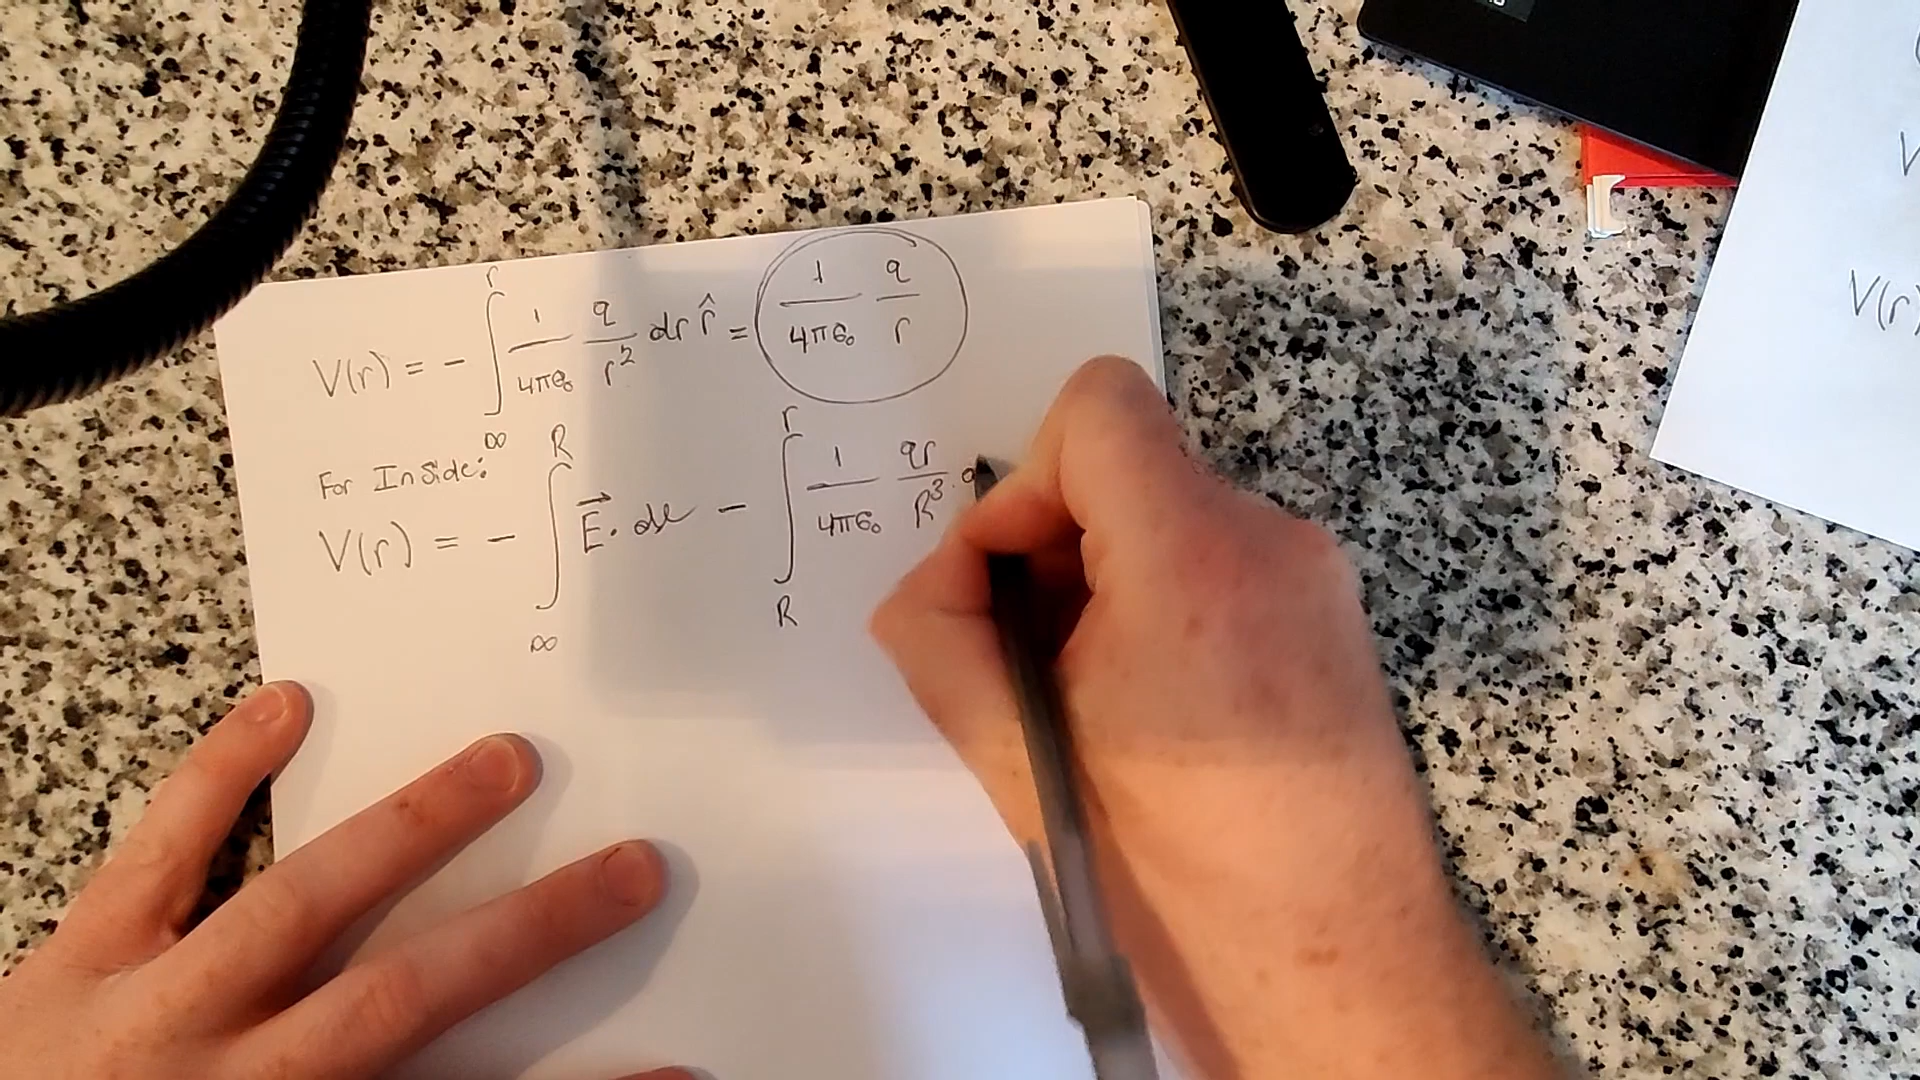 V(r) = - ∫_∞^r 1/4πϵ₀ q/r² dr r̂ = 1/4πϵ₀ q/r
For Inside:
V(r) = - ∫_∞^R E⃗ · dl - ∫_R^r 1/4πϵ₀ qr/R³ ·
V
V(r)